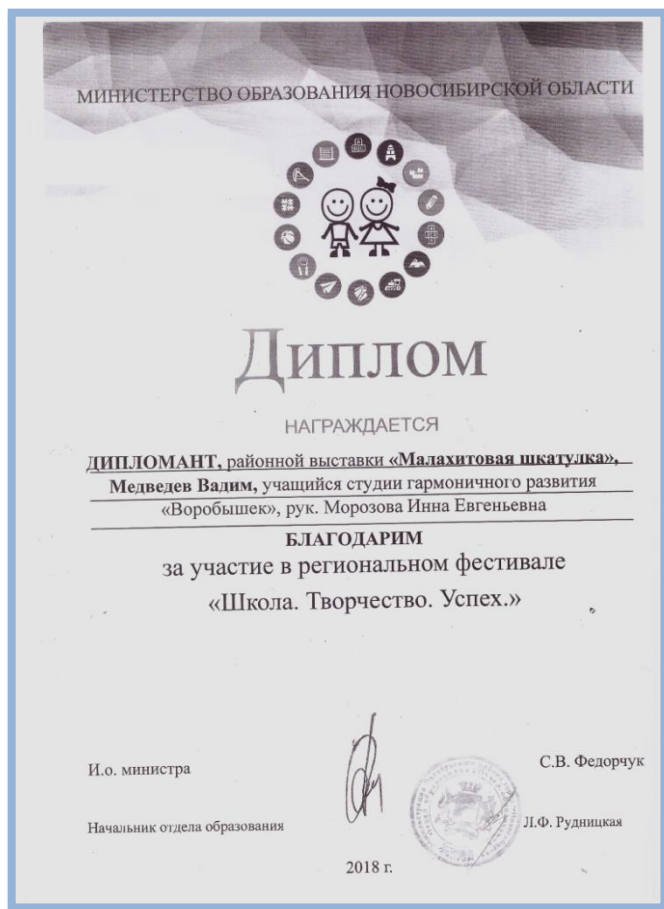 МИНИСТЕРСТВО ОБРАЗОВАНИЯ НОВОСИБИРСКОЙ ОБЛАСТИ
Диплом
НАГРАЖДАЕТСЯ
ДИПЛОМАНТ, районной выставки «Малахитовая шкатулка»,
Медведев Вадим, учащийся студии гармоничного развития
«Воробышек», рук. Морозова Инна Евгеньевна
БЛАГОДАРИМ
за участие в региональном фестивале
«Школа. Творчество. Успех.»
И.о. министра
С.В. Федорчук
Начальник отдела образования
Л.Ф. Рудницкая
2018 г.